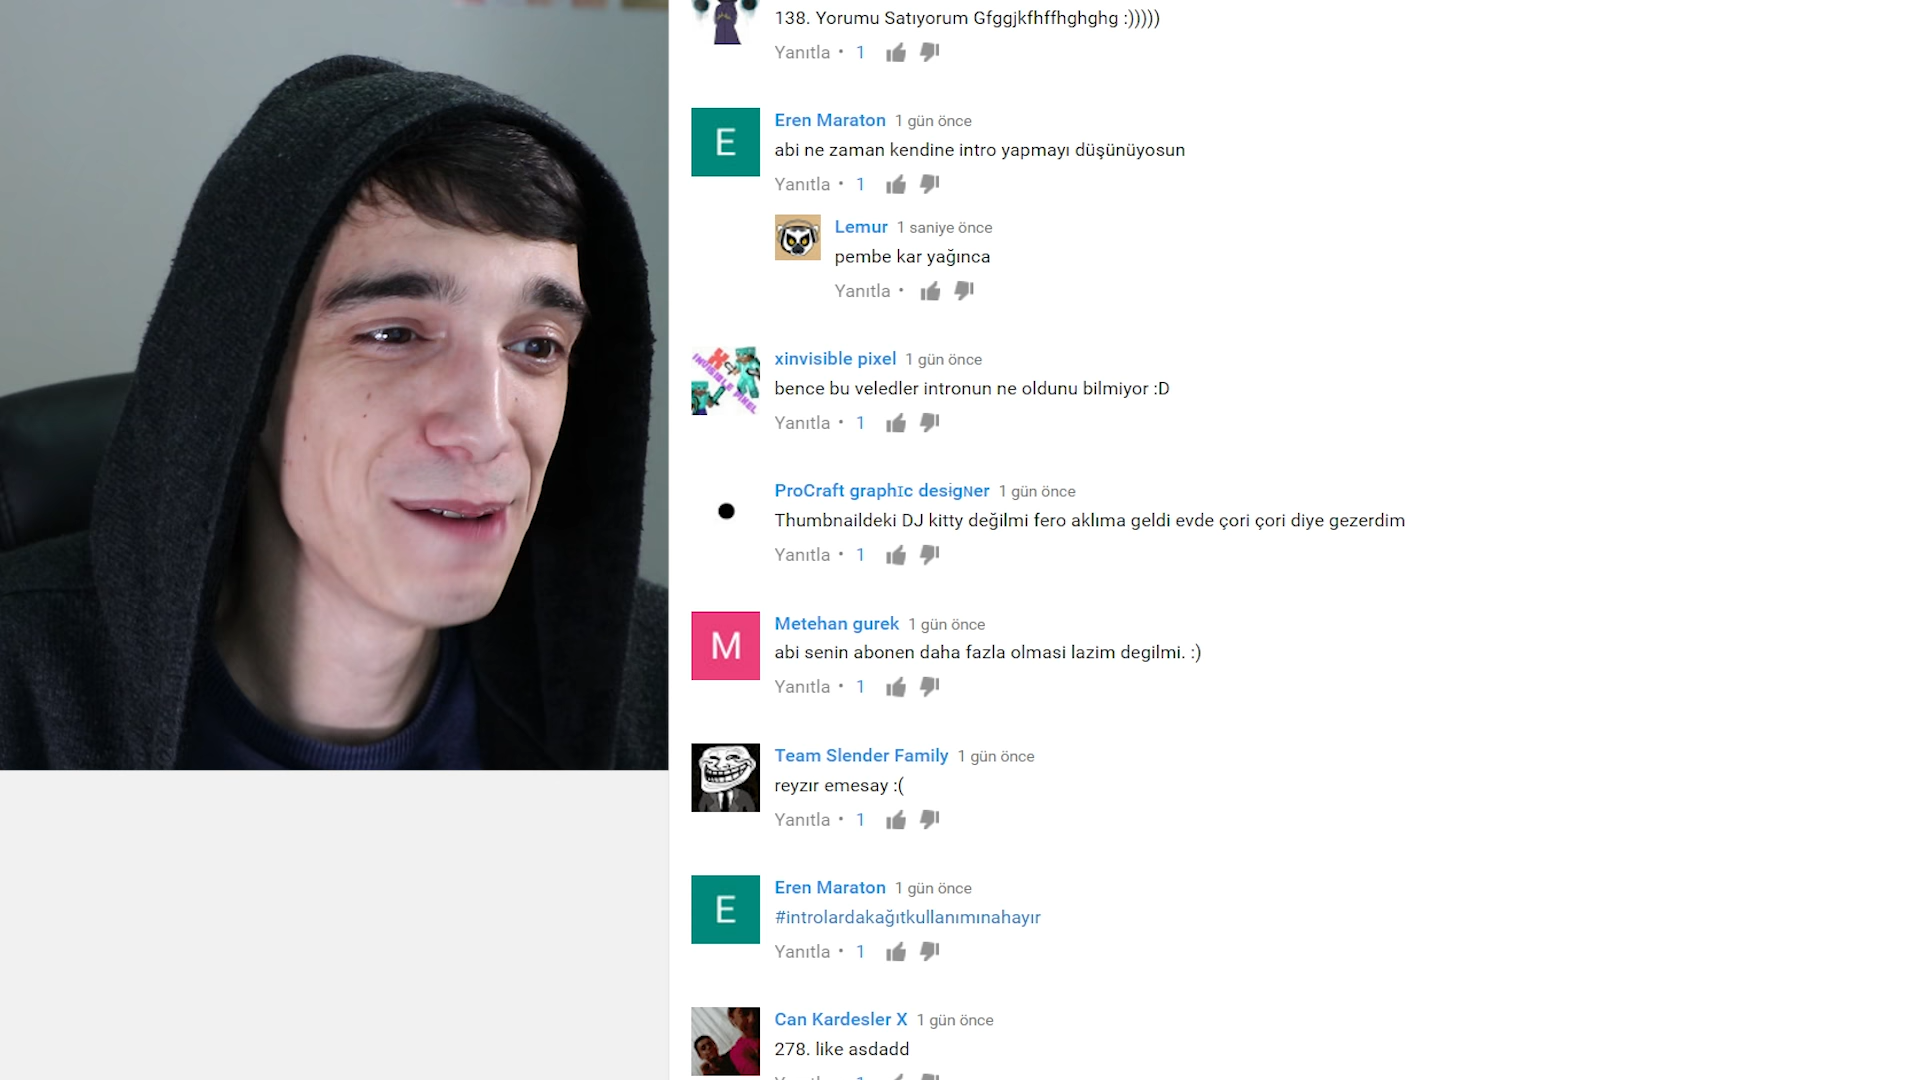 138. Yorumu Satıyorum Gfggjkfhffhghghg :)))))
Yanıtla • 1
E
Eren Maraton 1 gün önce
abi ne zaman kendine intro yapmayı düşünüyosun
Yanıtla • 1
Lemur 1 saniye önce
pembe kar yağınca
Yanıtla •
xinvisible pixel 1 gün önce
bence bu veledler intronun ne oldunu bilmiyor :D
Yanıtla • 1
ProCraft graphɪc desigɴer 1 gün önce
Thumbnaildeki DJ kitty değilmi fero aklıma geldi evde çori çori diye gezerdim
Yanıtla • 1
M
Metehan gurek 1 gün önce
abi senin abonen daha fazla olmasi lazim degilmi. :)
Yanıtla • 1
Team Slender Family 1 gün önce
reyzır emesay :(
Yanıtla • 1
E
Eren Maraton 1 gün önce
#introlardakağıtkullanımınahayır
Yanıtla • 1
Can Kardesler X 1 gün önce
278. like asdadd